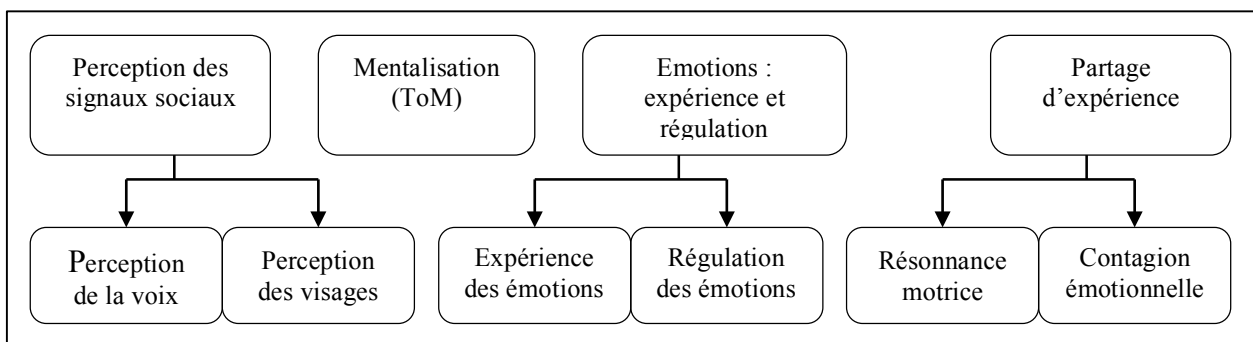 Perception des
signaux sociaux
Mentalisation
(ToM)
Emotions :
expérience et
régulation
Partage
d’expérience
Perception
de la voix
Perception
des visages
Expérience
des émotions
Régulation
des émotions
Résonnance
motrice
Contagion
émotionnelle